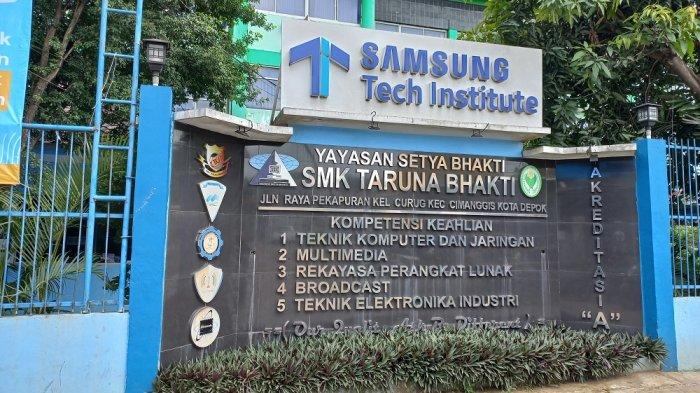 SAMSUNG
Tech Institute
YAYASAN SETYA BHAKTI
SMK TARUNA BHAKTI
JLN RAYA PEKAPURAN KEL CURUG KEC CIMANGGIS KOTA DEPOK
KOMPETENSI KEAHLIAN
1 TEKNIK KOMPUTER DAN JARINGAN
2 MULTIMEDIA
3 REKAYASA PERANGKAT LUNAK
4 BROADCAST
5 TEKNIK ELEKTRONIKA INDUSTRI
AKREDITASI
"A"